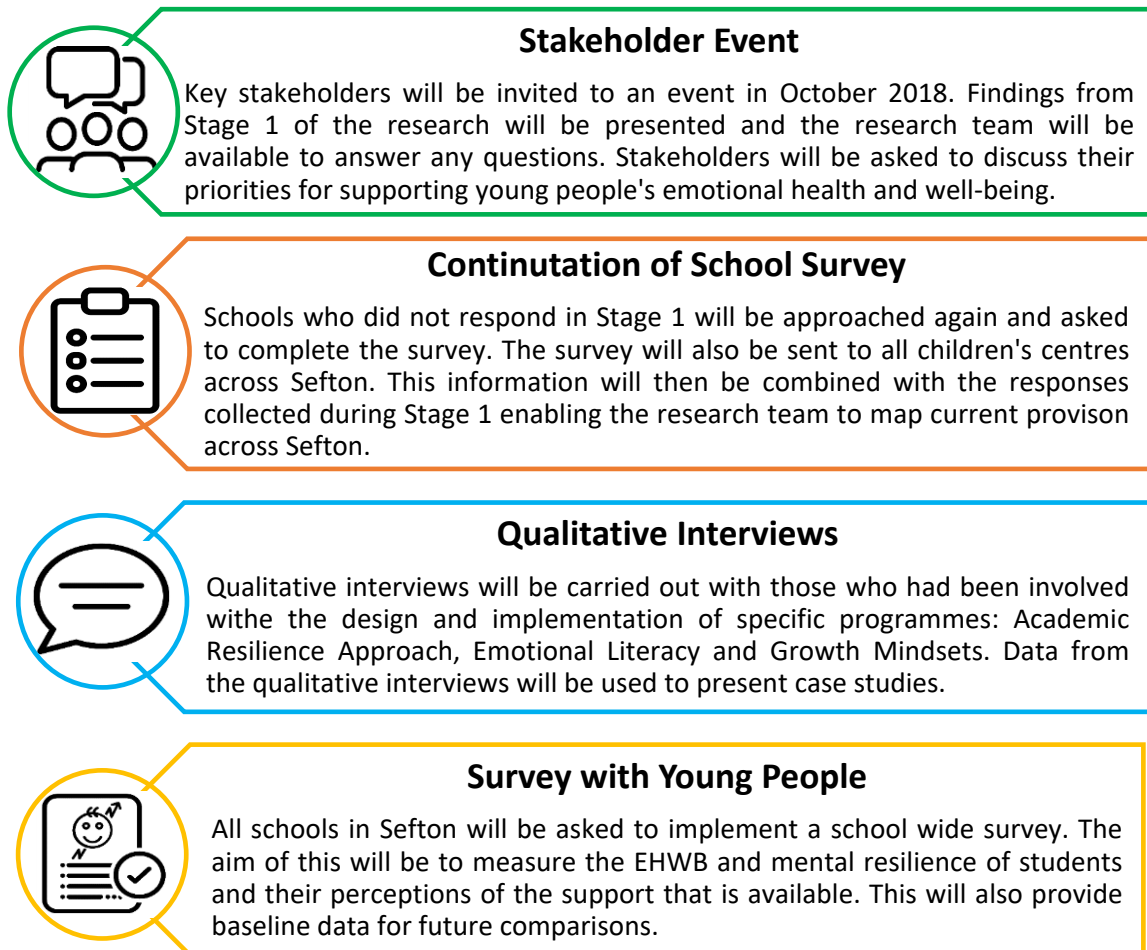 Stakeholder Event
Key stakeholders will be invited to an event in October 2018. Findings from
Stage 1 of the research will be presented and the research team will be
available to answer any questions. Stakeholders will be asked to discuss their
priorities for supporting young people's emotional health and well-being.
Continutation of School Survey
Schools who did not respond in Stage 1 will be approached again and asked
to complete the survey. The survey will also be sent to all children's centres
across Sefton. This information will then be combined with the responses
collected during Stage 1 enabling the research team to map current provison
across Sefton.
Qualitative Interviews
Qualitative interviews will be carried out with those who had been involved
withe the design and implementation of specific programmes: Academic
Resilience Approach, Emotional Literacy and Growth Mindsets. Data from
the qualitative interviews will be used to present case studies.
Survey with Young People
All schools in Sefton will be asked to implement a school wide survey. The
aim of this will be to measure the EHWB and mental resilience of students
and their perceptions of the support that is available. This will also provide
baseline data for future comparisons.